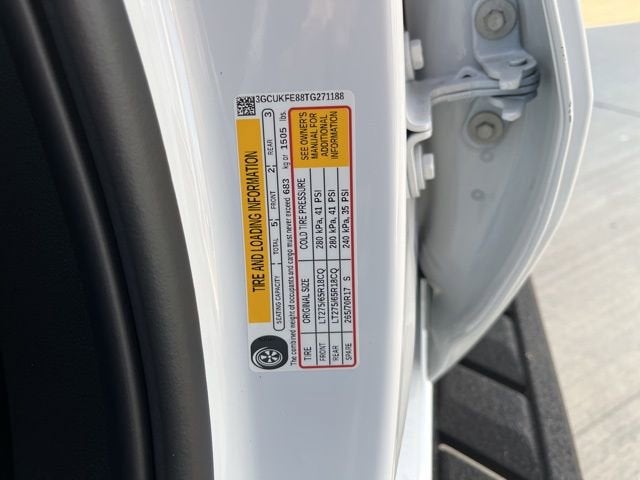 3GCUKFE88TG271188
TIRE AND LOADING INFORMATION
SEATING CAPACITY TOTAL 5 FRONT 2 REAR 3
The combined weight of occupants and cargo must never exceed 683 kg or 1505 lbs.
TIRE ORIGINAL SIZE COLD TIRE PRESSURE
FRONT LT275/65R18CQ 280 kPa, 41 PSI
REAR LT275/65R18CQ 280 kPa, 41 PSI
SPARE 265/70R17 S 240 kPa, 35 PSI
SEE OWNER'S
MANUAL FOR
ADDITIONAL
INFORMATION